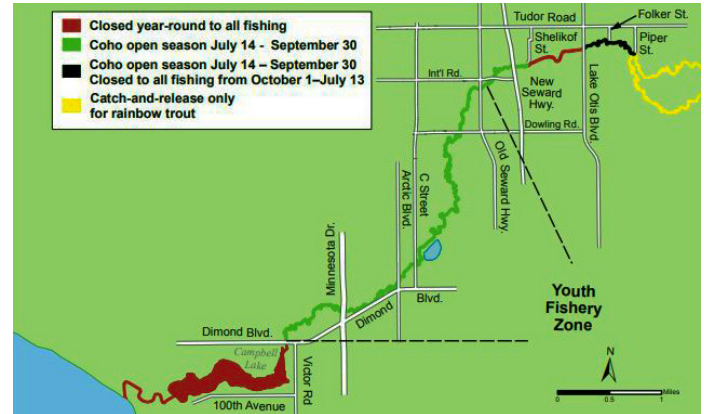 Closed year-round to all fishing
Coho open season July 14 - September 30
Coho open season July 14 – September 30
Closed to all fishing from October 1–July 13
Catch-and-release only
for rainbow trout
Tudor Road
Folker St.
Shelikof
St.
Piper
St.
Int'l Rd.
New
Seward
Hwy.
Lake Otis Blvd.
Dowling Rd.
Old Seward Hwy.
C Street
Arctic Blvd.
Minnesota Dr.
Youth
Fishery
Zone
Dimond
Blvd.
Dimond Blvd.
Campbell
Lake
Victor Rd
100th Avenue
N
0
0.5
1
Miles